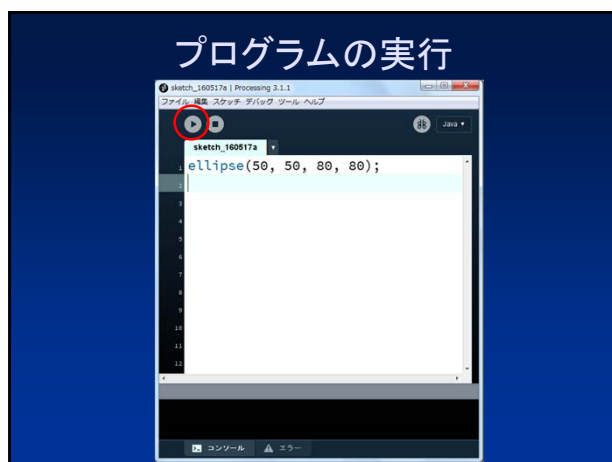 プログラムの実行
sketch_160517a | Processing 3.1.1
ファイル 編集 スケッチ デバッグ ツール ヘルプ
Java ▼
sketch_160517a ▼
1 ellipse(50, 50, 80, 80);
2
3
4
5
6
7
8
9
10
11
12
コンソール エラー